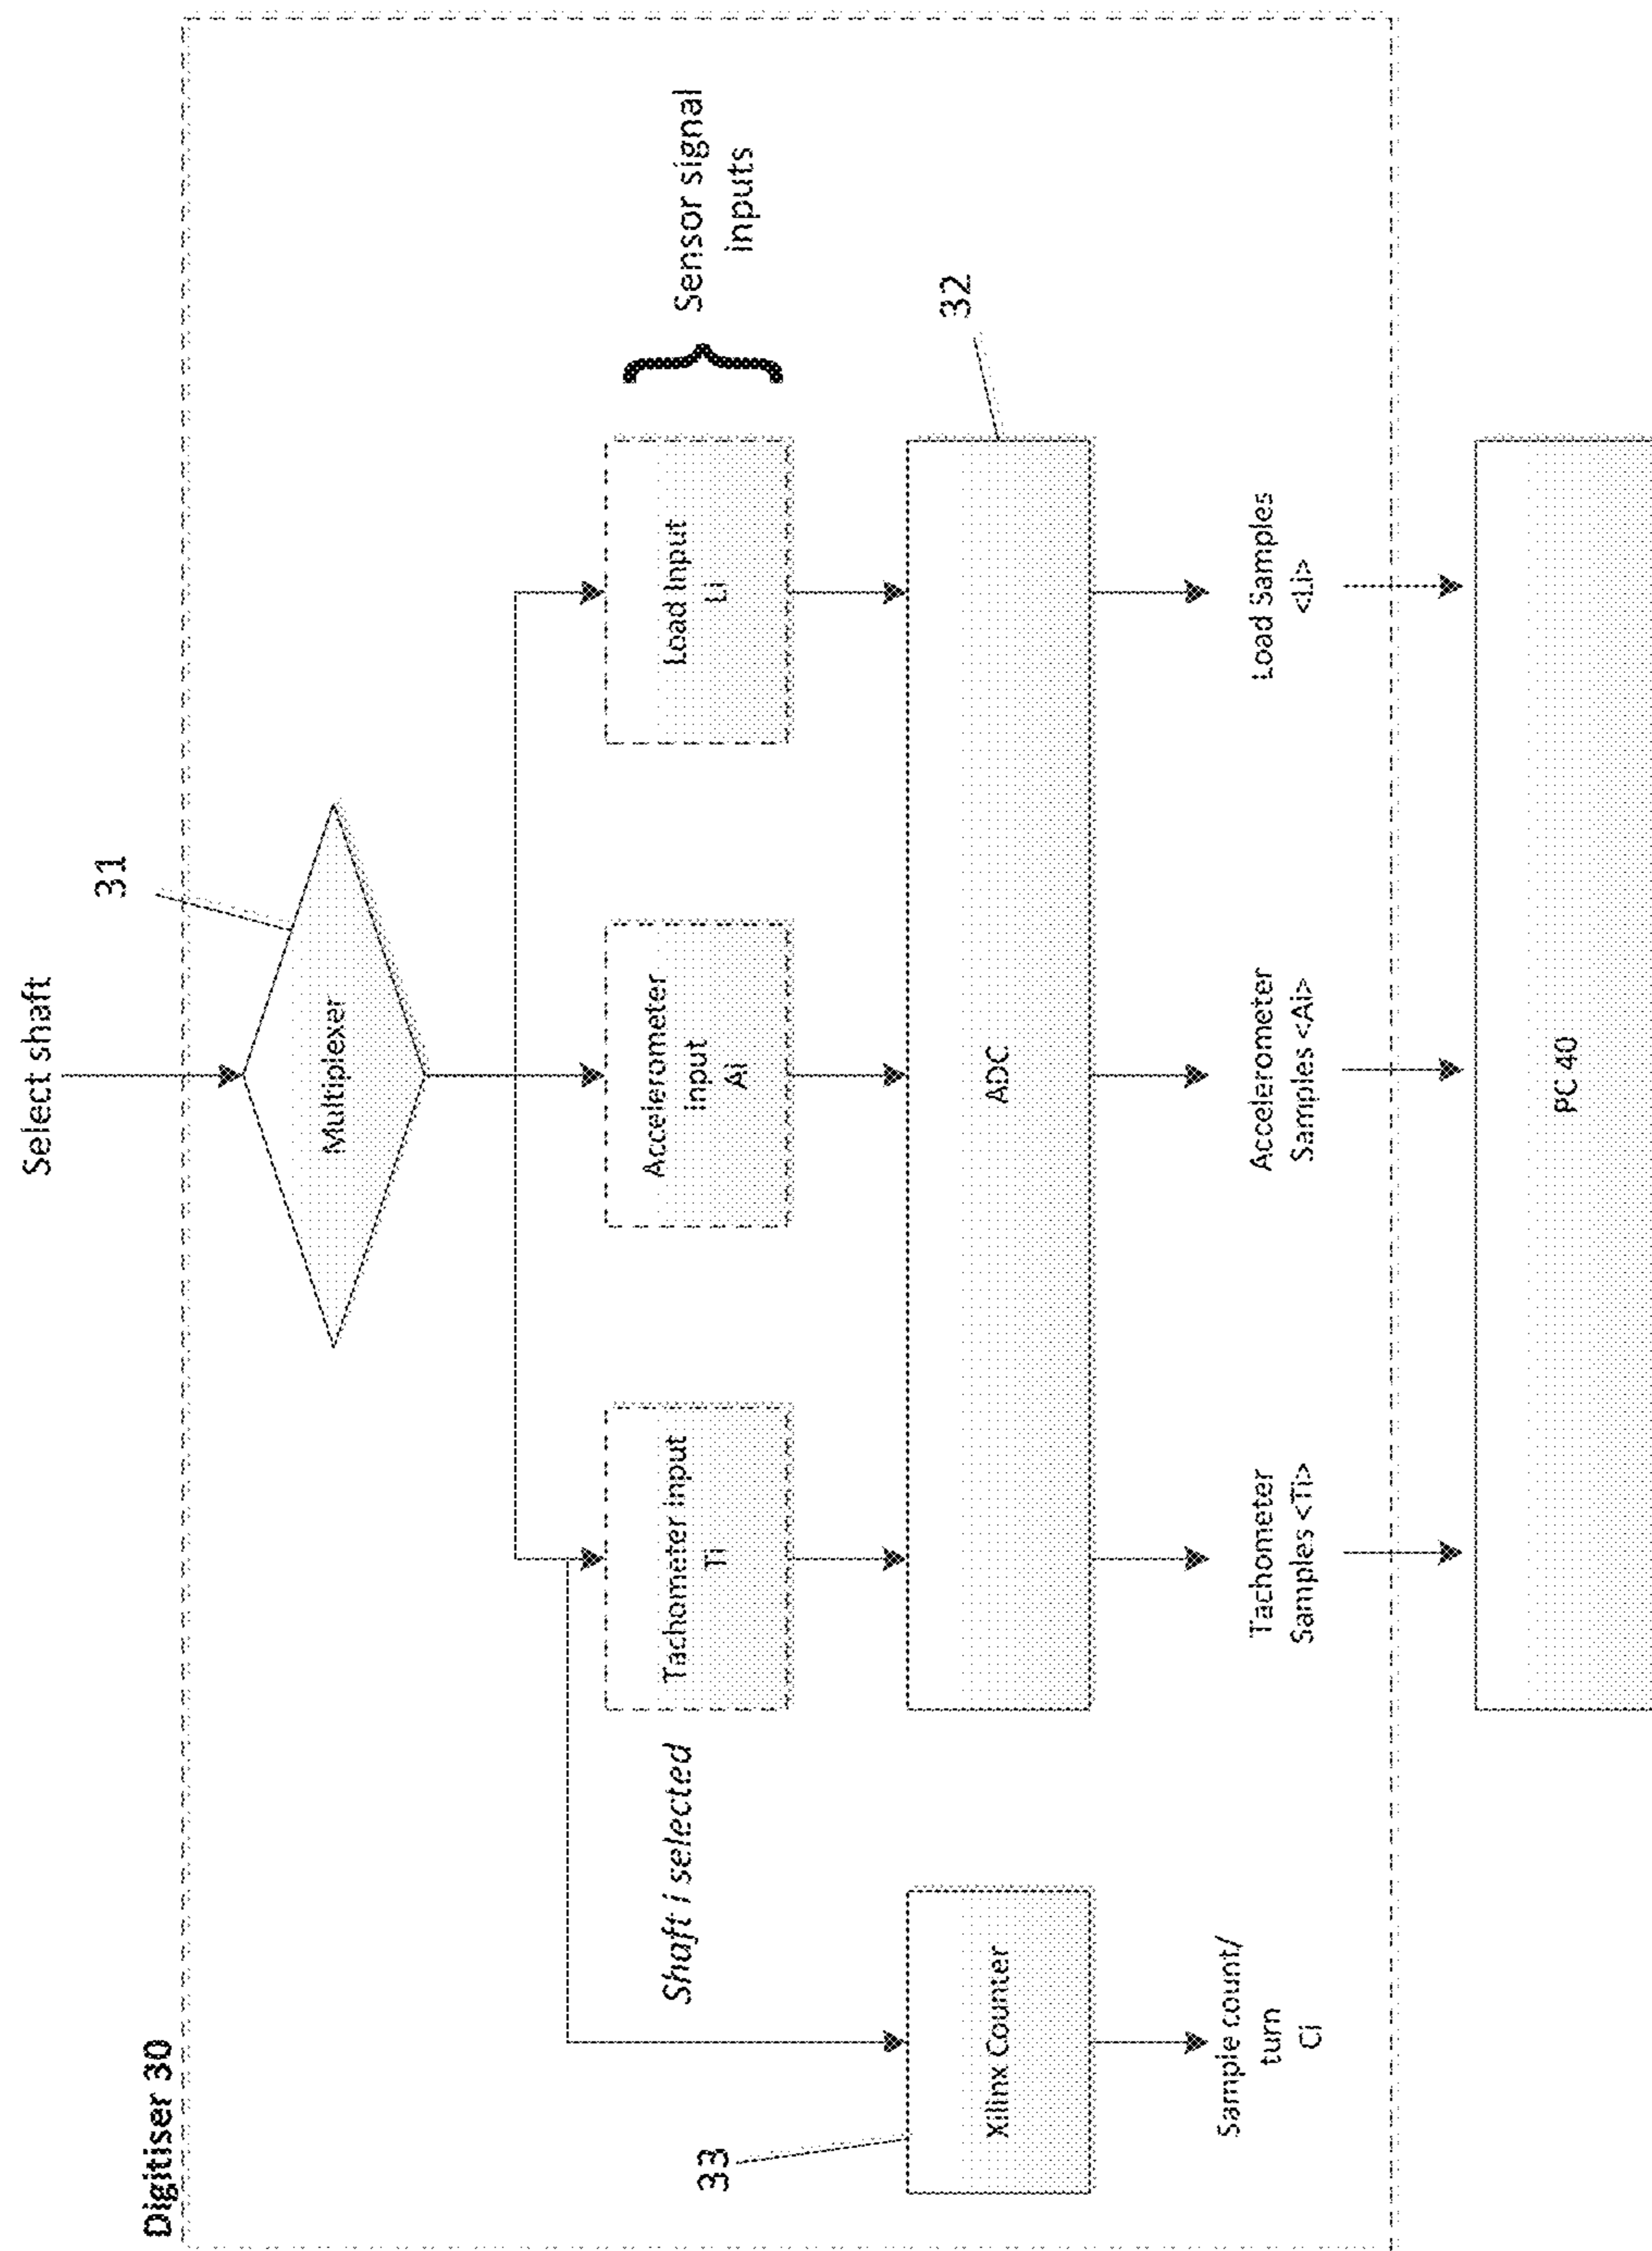 Select shaft
Digitiser 30
31
Multiplexer
Shaft i selected
Tachometer input
Ti
Accelerometer
input
Ai
Load Input
Li
Sensor signal
inputs
33
Xilinx Counter
ADC
32
Sample count/
turn
Ci
Tachometer
Samples <Ti>
Accelerometer
Samples <Ai>
Load Samples
<Li>
PC 40